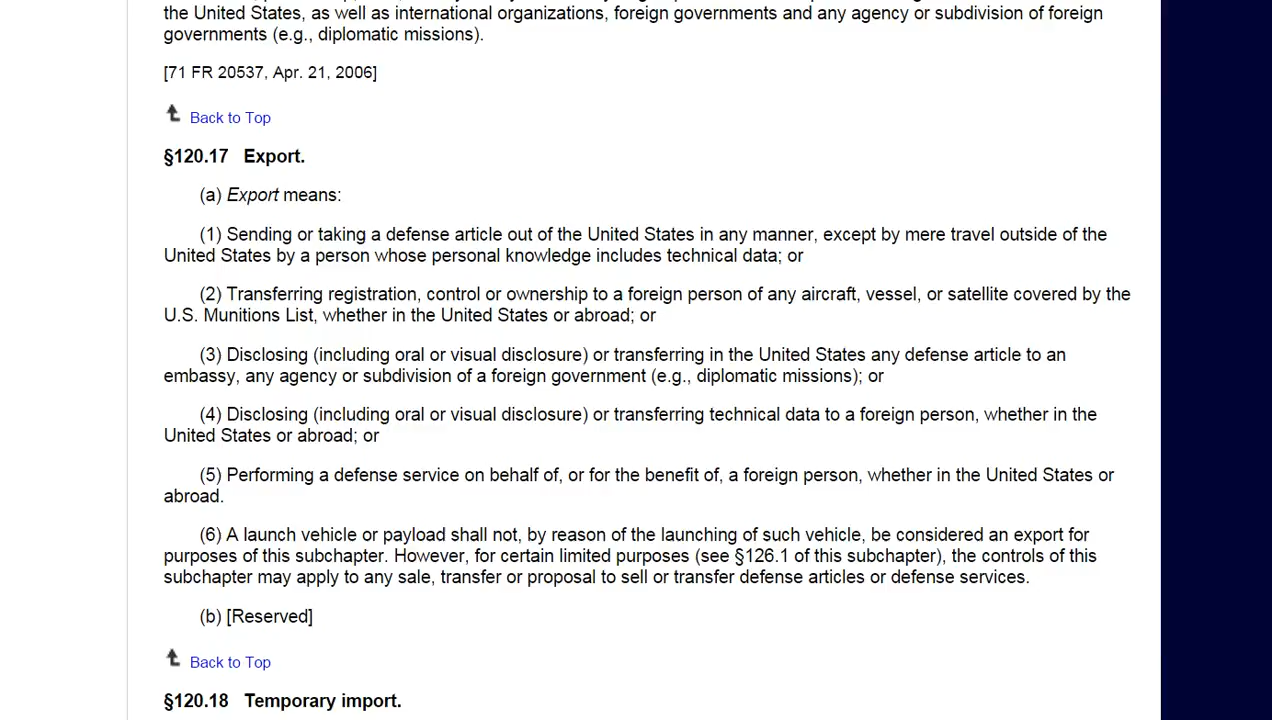 the United States, as well as international organizations, foreign governments and any agency or subdivision of foreign
governments (e.g., diplomatic missions).
[71 FR 20537, Apr. 21, 2006]
Back to Top
§120.17 Export.
(a) Export means:
(1) Sending or taking a defense article out of the United States in any manner, except by mere travel outside of the
United States by a person whose personal knowledge includes technical data; or
(2) Transferring registration, control or ownership to a foreign person of any aircraft, vessel, or satellite covered by the
U.S. Munitions List, whether in the United States or abroad; or
(3) Disclosing (including oral or visual disclosure) or transferring in the United States any defense article to an
embassy, any agency or subdivision of a foreign government (e.g., diplomatic missions); or
(4) Disclosing (including oral or visual disclosure) or transferring technical data to a foreign person, whether in the
United States or abroad; or
(5) Performing a defense service on behalf of, or for the benefit of, a foreign person, whether in the United States or
abroad.
(6) A launch vehicle or payload shall not, by reason of the launching of such vehicle, be considered an export for
purposes of this subchapter. However, for certain limited purposes (see §126.1 of this subchapter), the controls of this
subchapter may apply to any sale, transfer or proposal to sell or transfer defense articles or defense services.
(b) [Reserved]
Back to Top
§120.18 Temporary import.